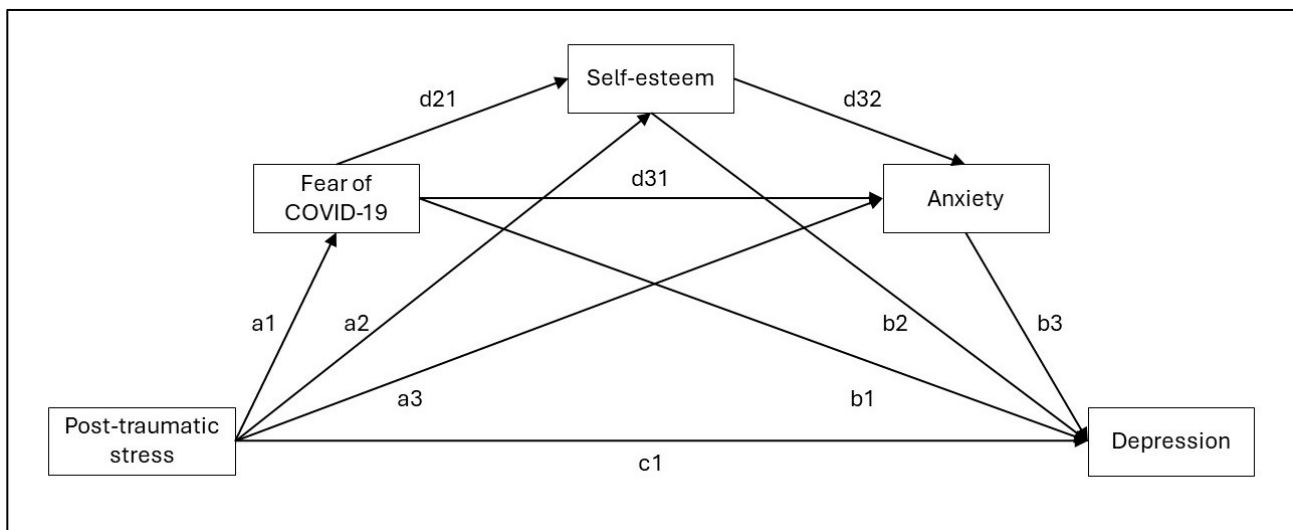 Self-esteem
d21
d32
Fear of
COVID-19
d31
Anxiety
a1
a2
b2
b3
a3
b1
Post-traumatic
stress
Depression
c1